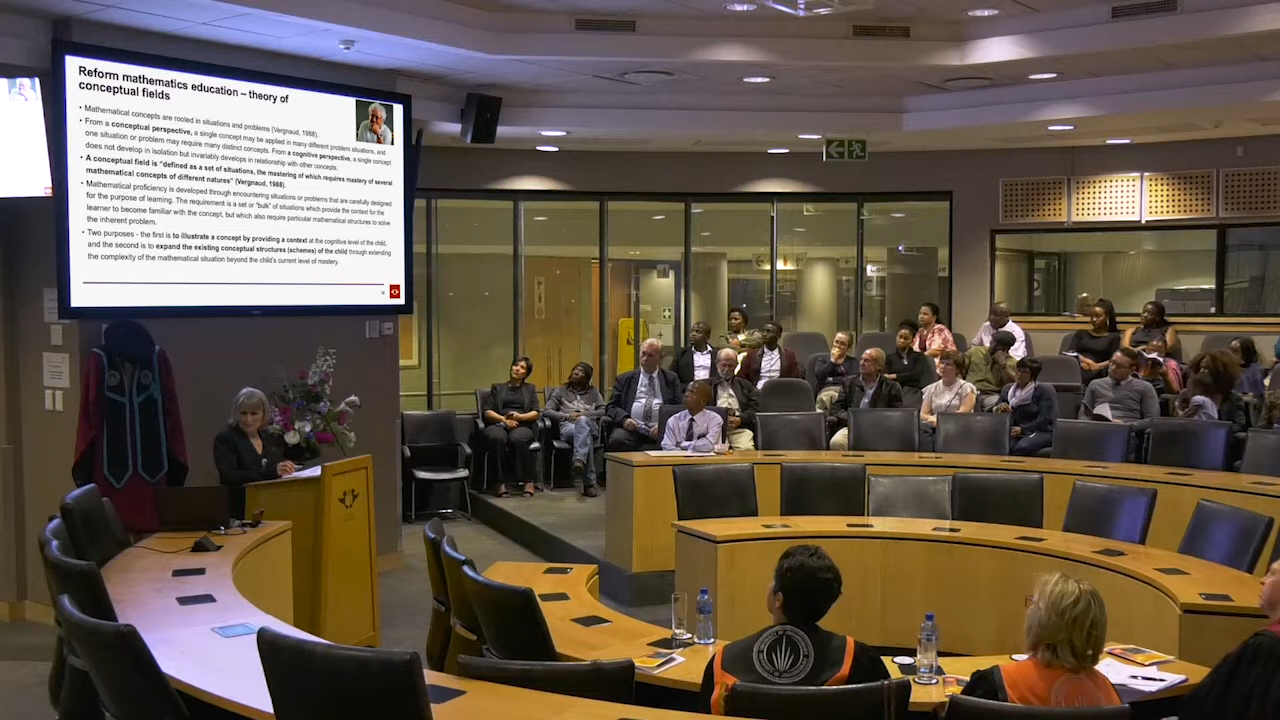 Reform mathematics education – theory of
conceptual fields
• Mathematical concepts are rooted in situations and problems (Vergnaud, 1988).
• From a conceptual perspective, a single concept may be applied in many different problem situations, and
one situation or problem may require many distinct concepts. From a cognitive perspective, a single concept
does not develop in isolation but invariably develops in relationship with other concepts.
• A conceptual field is "defined as a set of situations, the mastering of which requires mastery of several
mathematical concepts of different natures" (Vergnaud, 1988).
• Mathematical proficiency is developed through encountering situations or problems that are carefully designed
for the purpose of learning. The requirement is a set or "bulk" of situations which provide the context for the
learner to become familiar with the concept, but which also require particular mathematical structures to solve
the inherent problem.
• Two purposes - the first is to illustrate a concept by providing a context at the cognitive level of the child,
and the second is to expand the existing conceptual structures (schemes) of the child through extending
the complexity of the mathematical situation beyond the child's current level of mastery.